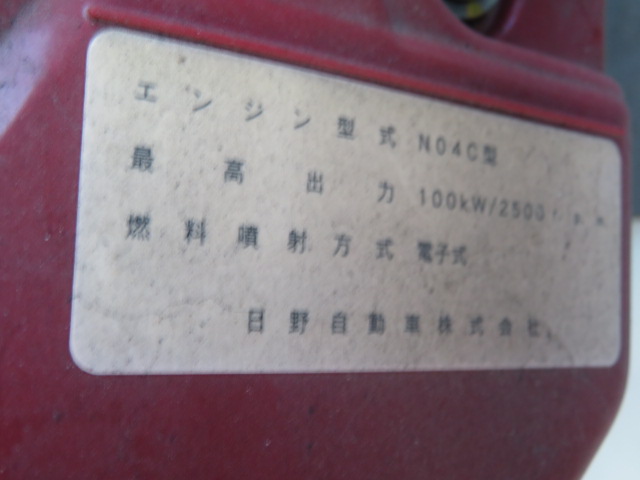 エンジン型式 N04C型
最高出力 100kW/2500r.p.m
燃料噴射方式 電子式
日野自動車株式会社